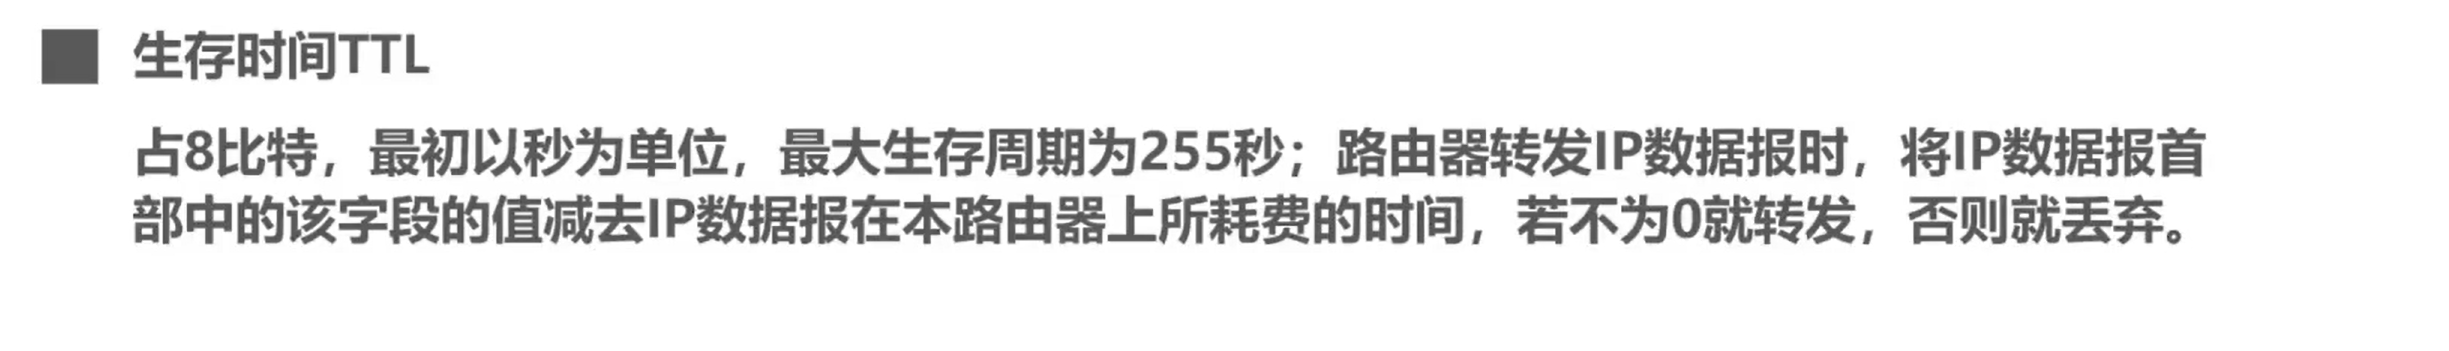 生存时间TTL
占8比特，最初以秒为单位，最大生存周期为255秒；路由器转发IP数据报时，将IP数据报首
部中的该字段的值减去IP数据报在本路由器上所耗费的时间，若不为0就转发，否则就丢弃。